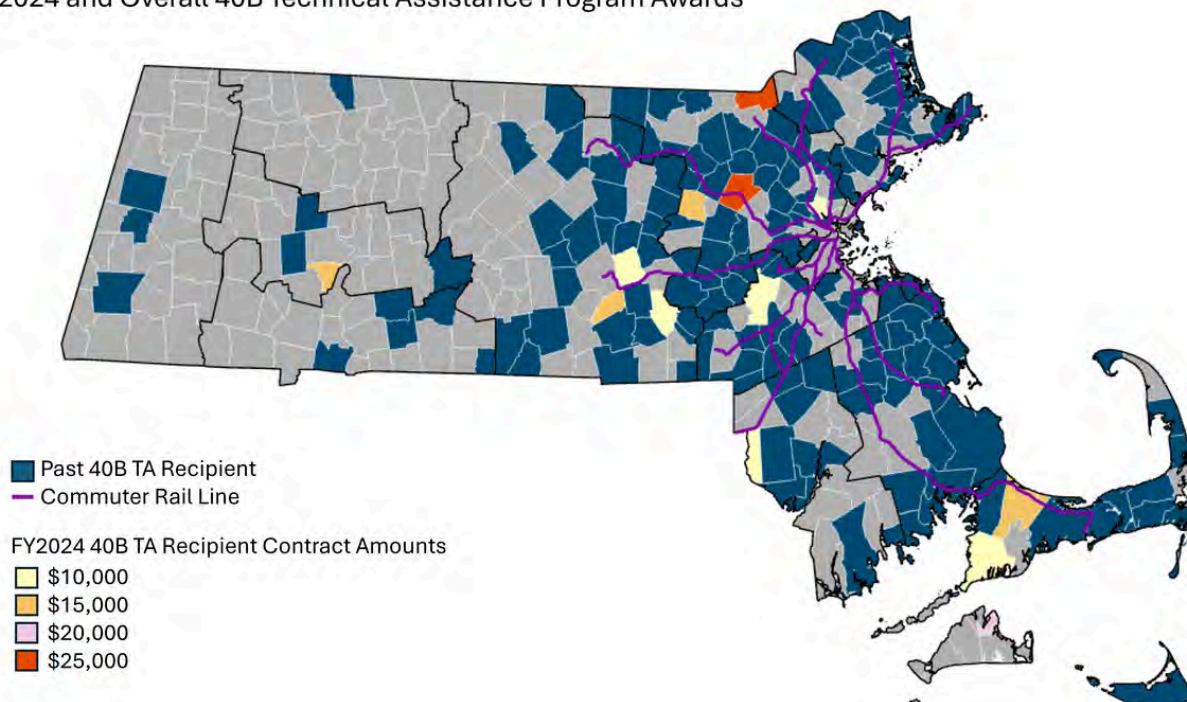 2024 and Overall 40B Technical Assistance Program Awards
Past 40B TA Recipient
Commuter Rail Line
FY2024 40B TA Recipient Contract Amounts
$10,000
$15,000
$20,000
$25,000